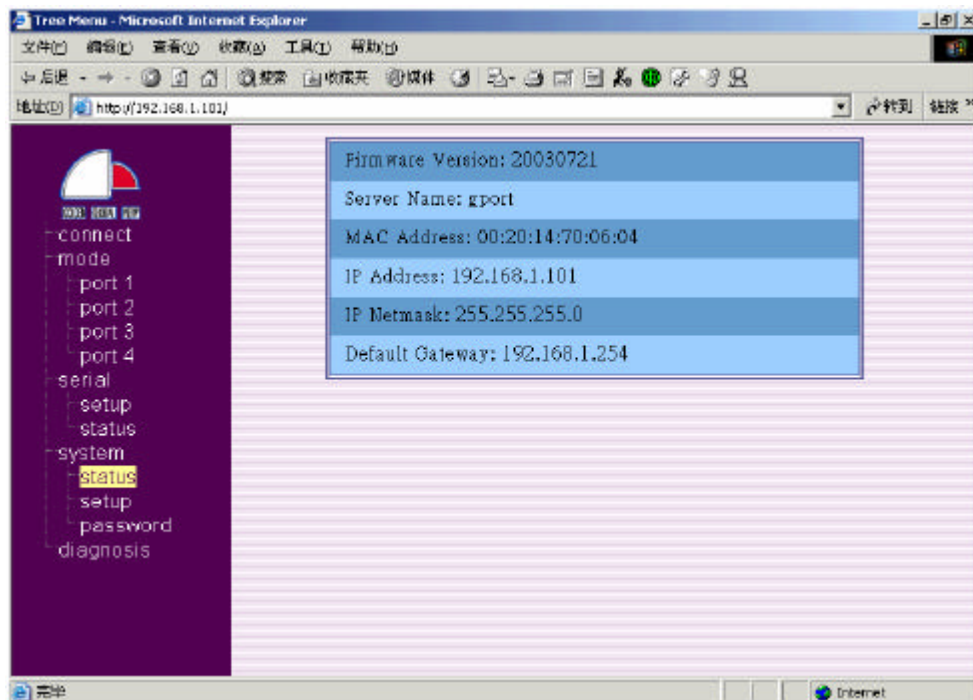 Tree Menu - Microsoft Internet Explorer
文件(F) 编辑(E) 查看(V) 收藏(A) 工具(T) 帮助(H)
后退 搜索 收藏夹 媒体
地址(D) http://192.168.1.101/ 转到 链接 »
connect
mode
port 1
port 2
port 3
port 4
serial
setup
status
system
status
setup
password
diagnosis
Firmware Version: 20030721
Server Name: gport
MAC Address: 00:20:14:70:06:04
IP Address: 192.168.1.101
IP Netmask: 255.255.255.0
Default Gateway: 192.168.1.254
完毕 Internet